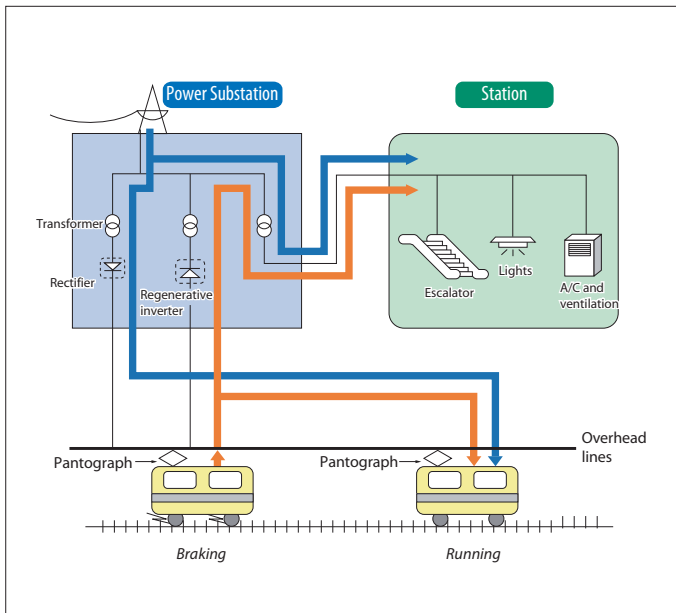 Power Substation
Station
Transformer
Rectifier
Regenerative
inverter
Escalator
Lights
A/C and
ventilation
Overhead
lines
Pantograph
Pantograph
Braking
Running